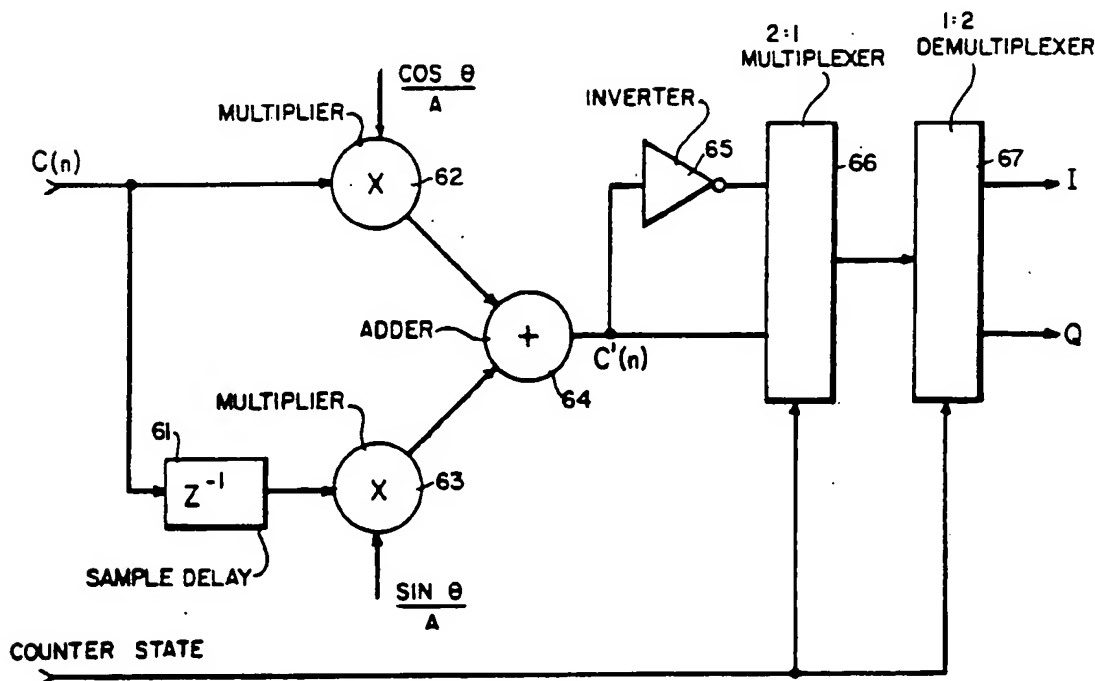 2:1
MULTIPLEXER
1:2
DEMULTIPLEXER
COS θ
A
MULTIPLIER
INVERTER
C(n)
X
62
65
66
67
I
ADDER
+
C'(n)
64
Q
MULTIPLIER
61
Z⁻¹
X
63
SAMPLE DELAY
SIN θ
A
COUNTER STATE